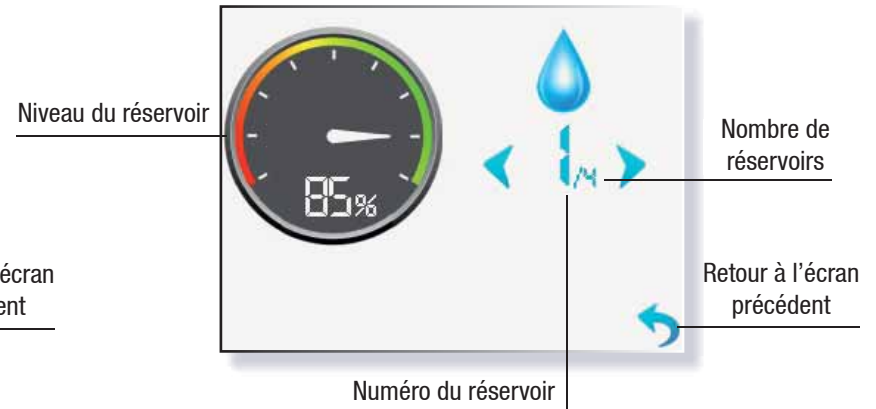 Niveau du réservoir
85%
1/4
Nombre de
réservoirs
écran
ent
Retour à l’écran
précédent
Numéro du réservoir